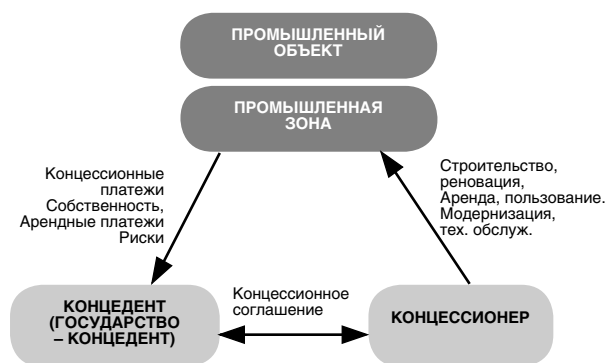 ПРОМЫШЛЕННЫЙ
ОБЪЕКТ
ПРОМЫШЛЕННАЯ
ЗОНА
Концессионные
платежи
Собственность,
Арендные платежи
Риски
Строительство,
реновация,
Аренда, пользование.
Модернизация,
тех. обслуж.
КОНЦЕДЕНТ
(ГОСУДАРСТВО
– КОНЦЕДЕНТ)
Концессионное
соглашение
КОНЦЕССИОНЕР